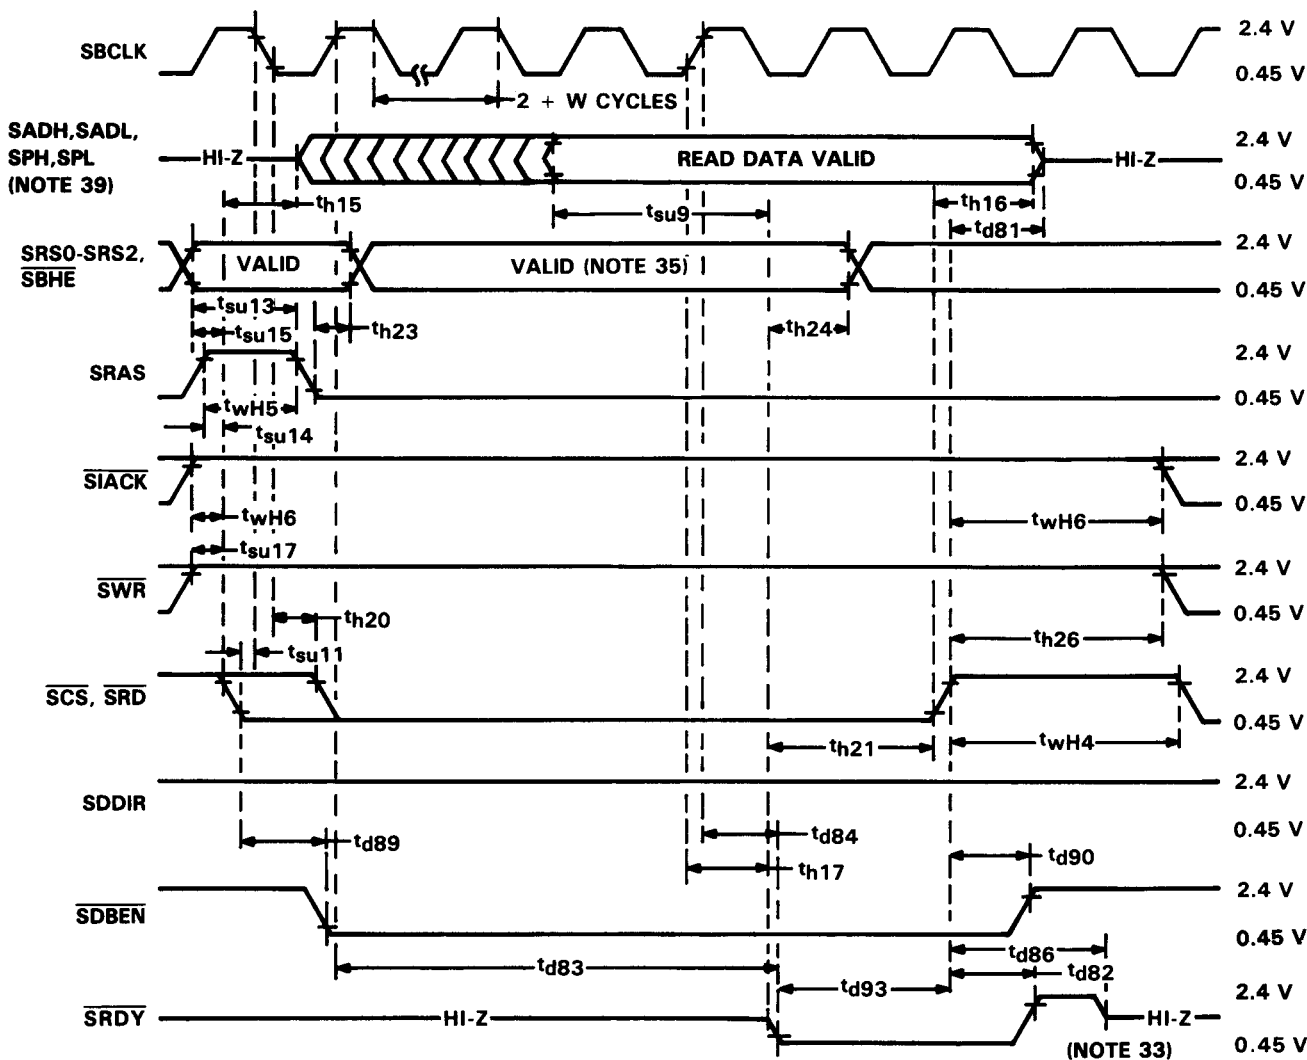 SBCLK
2.4 V
0.45 V
2 + W CYCLES
SADH,SADL,
SPH,SPL
(NOTE 39)
HI-Z
READ DATA VALID
HI-Z
2.4 V
0.45 V
th15
tsu9
th16
td81
SRS0-SRS2,
SBHE
VALID
VALID (NOTE 35)
2.4 V
0.45 V
tsu13
tsu15
th23
th24
SRAS
2.4 V
0.45 V
twH5
tsu14
SIACK
2.4 V
0.45 V
twH6
twH6
tsu17
SWR
2.4 V
0.45 V
th20
th26
tsu11
SCS, SRD
2.4 V
0.45 V
th21
twH4
SDDIR
2.4 V
0.45 V
td89
td84
td90
th17
SDBEN
2.4 V
0.45 V
td86
td83
td82
td93
SRDY
HI-Z
HI-Z
2.4 V
0.45 V
(NOTE 33)